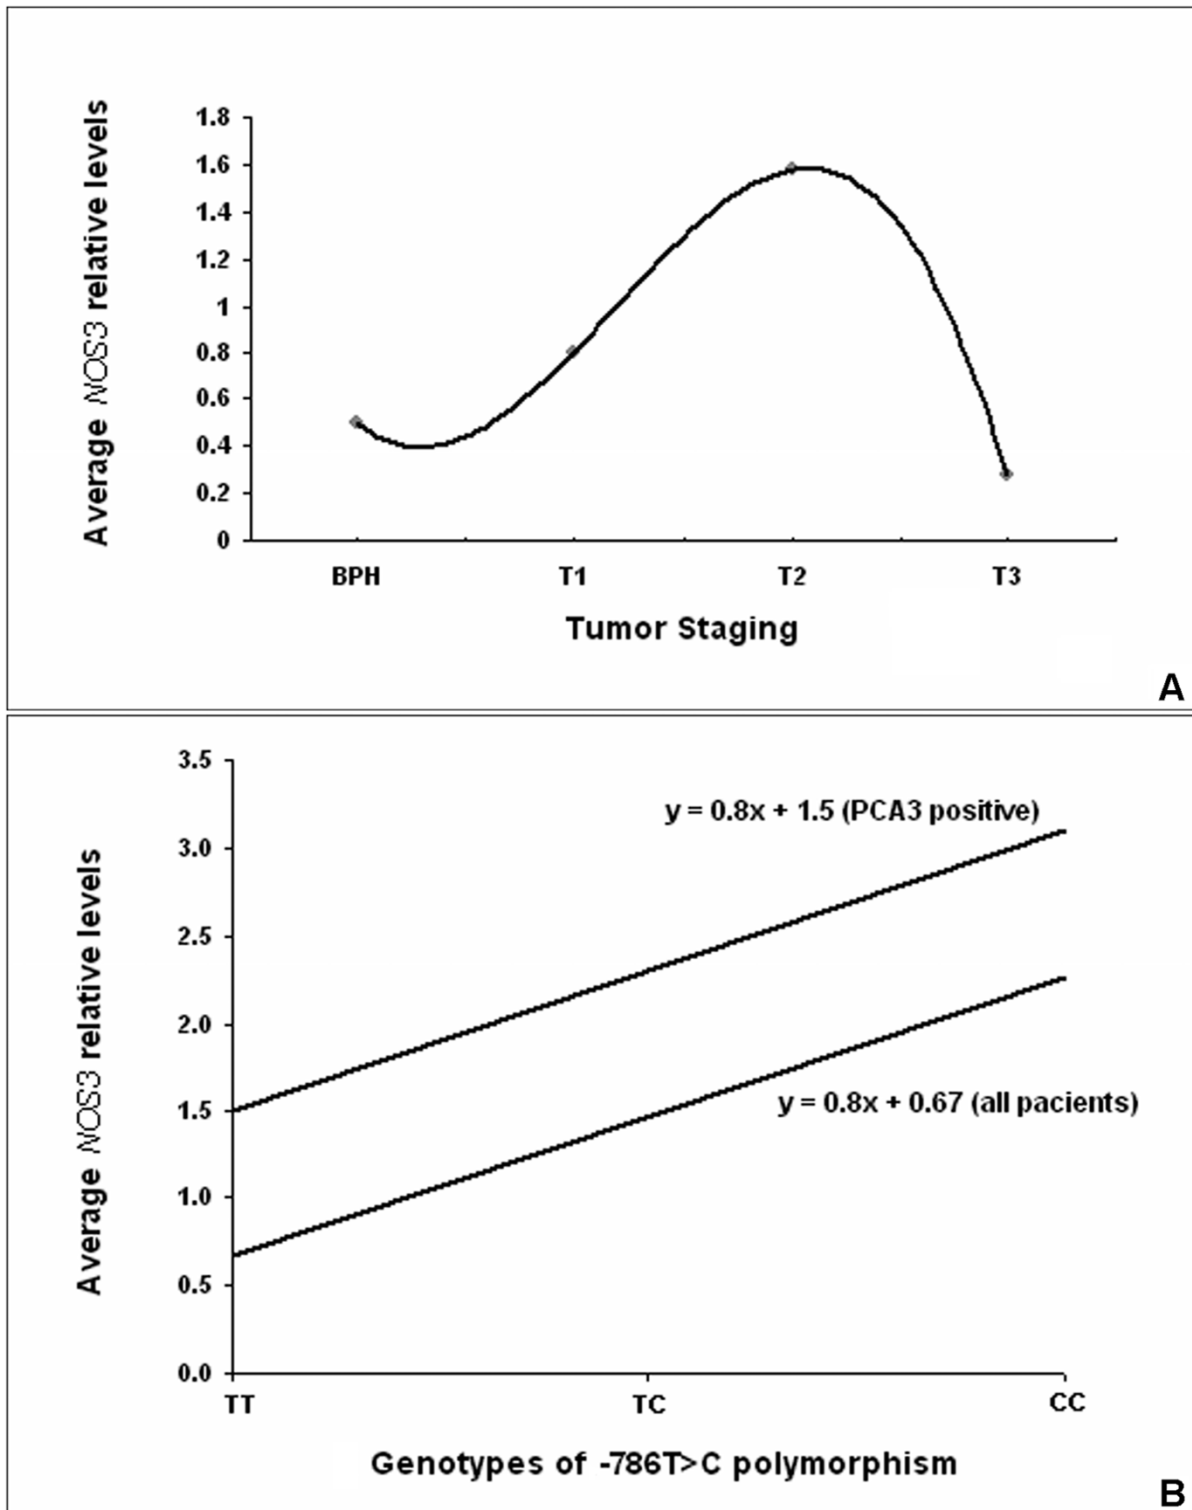 Average NOS3 relative levels
1.8
1.6
1.4
1.2
1
0.8
0.6
0.4
0.2
0
BPH T1 T2 T3
Tumor Staging
A
Average NOS3 relative levels
3.5
3.0
2.5
2.0
1.5
1.0
0.5
0.0
y = 0.8x + 1.5 (PCA3 positive)
y = 0.8x + 0.67 (all pacients)
TT TC CC
Genotypes of -786T>C polymorphism
B